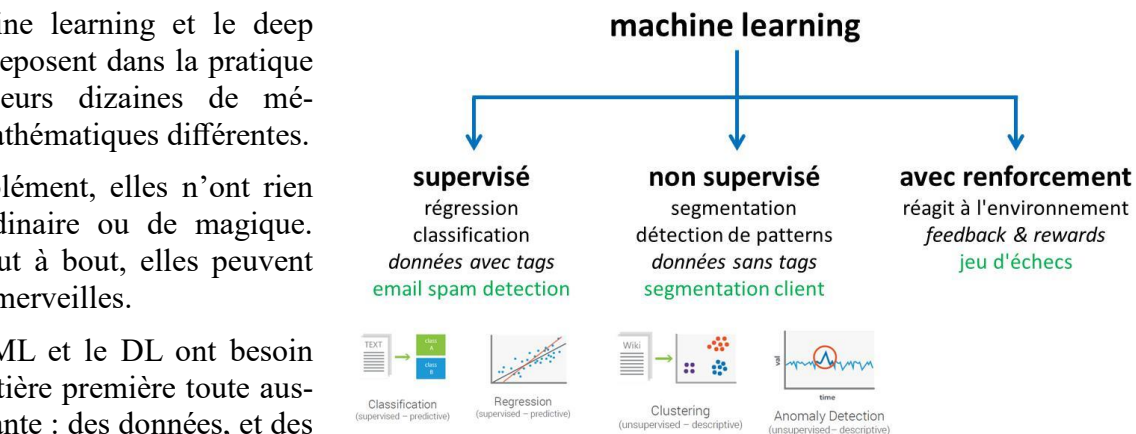 ine learning et le deep
eposent dans la pratique
eurs dizaines de mé-
athématiques différentes.
olément, elles n’ont rien
dinaire ou de magique.
ut à bout, elles peuvent
merveilles.
ML et le DL ont besoin
tière première toute aus-
ante : des données, et des
machine learning
supervisé
régression
classification
données avec tags
email spam detection
non supervisé
segmentation
détection de patterns
données sans tags
segmentation client
avec renforcement
réagit à l'environnement
feedback & rewards
jeu d'échecs
TEXT
class
A
class
B
Classification
(supervised – predictive)
Regression
(supervised – predictive)
Wiki
Clustering
(unsupervised – descriptive)
val
time
Anomaly Detection
(unsupervised– descriptive)